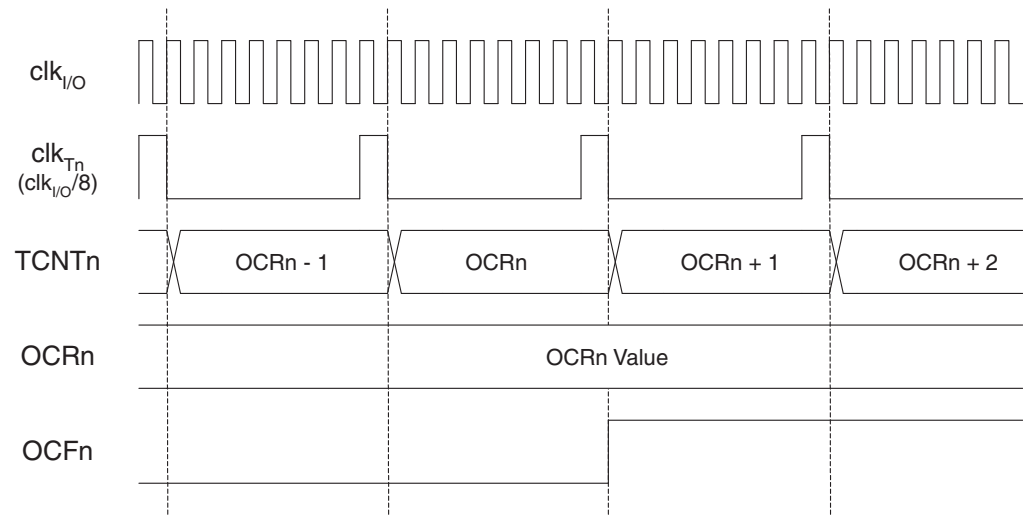 clkI/O
clkTn
(clkI/O/8)
TCNTn
OCRn - 1
OCRn
OCRn + 1
OCRn + 2
OCRn
OCRn Value
OCFn